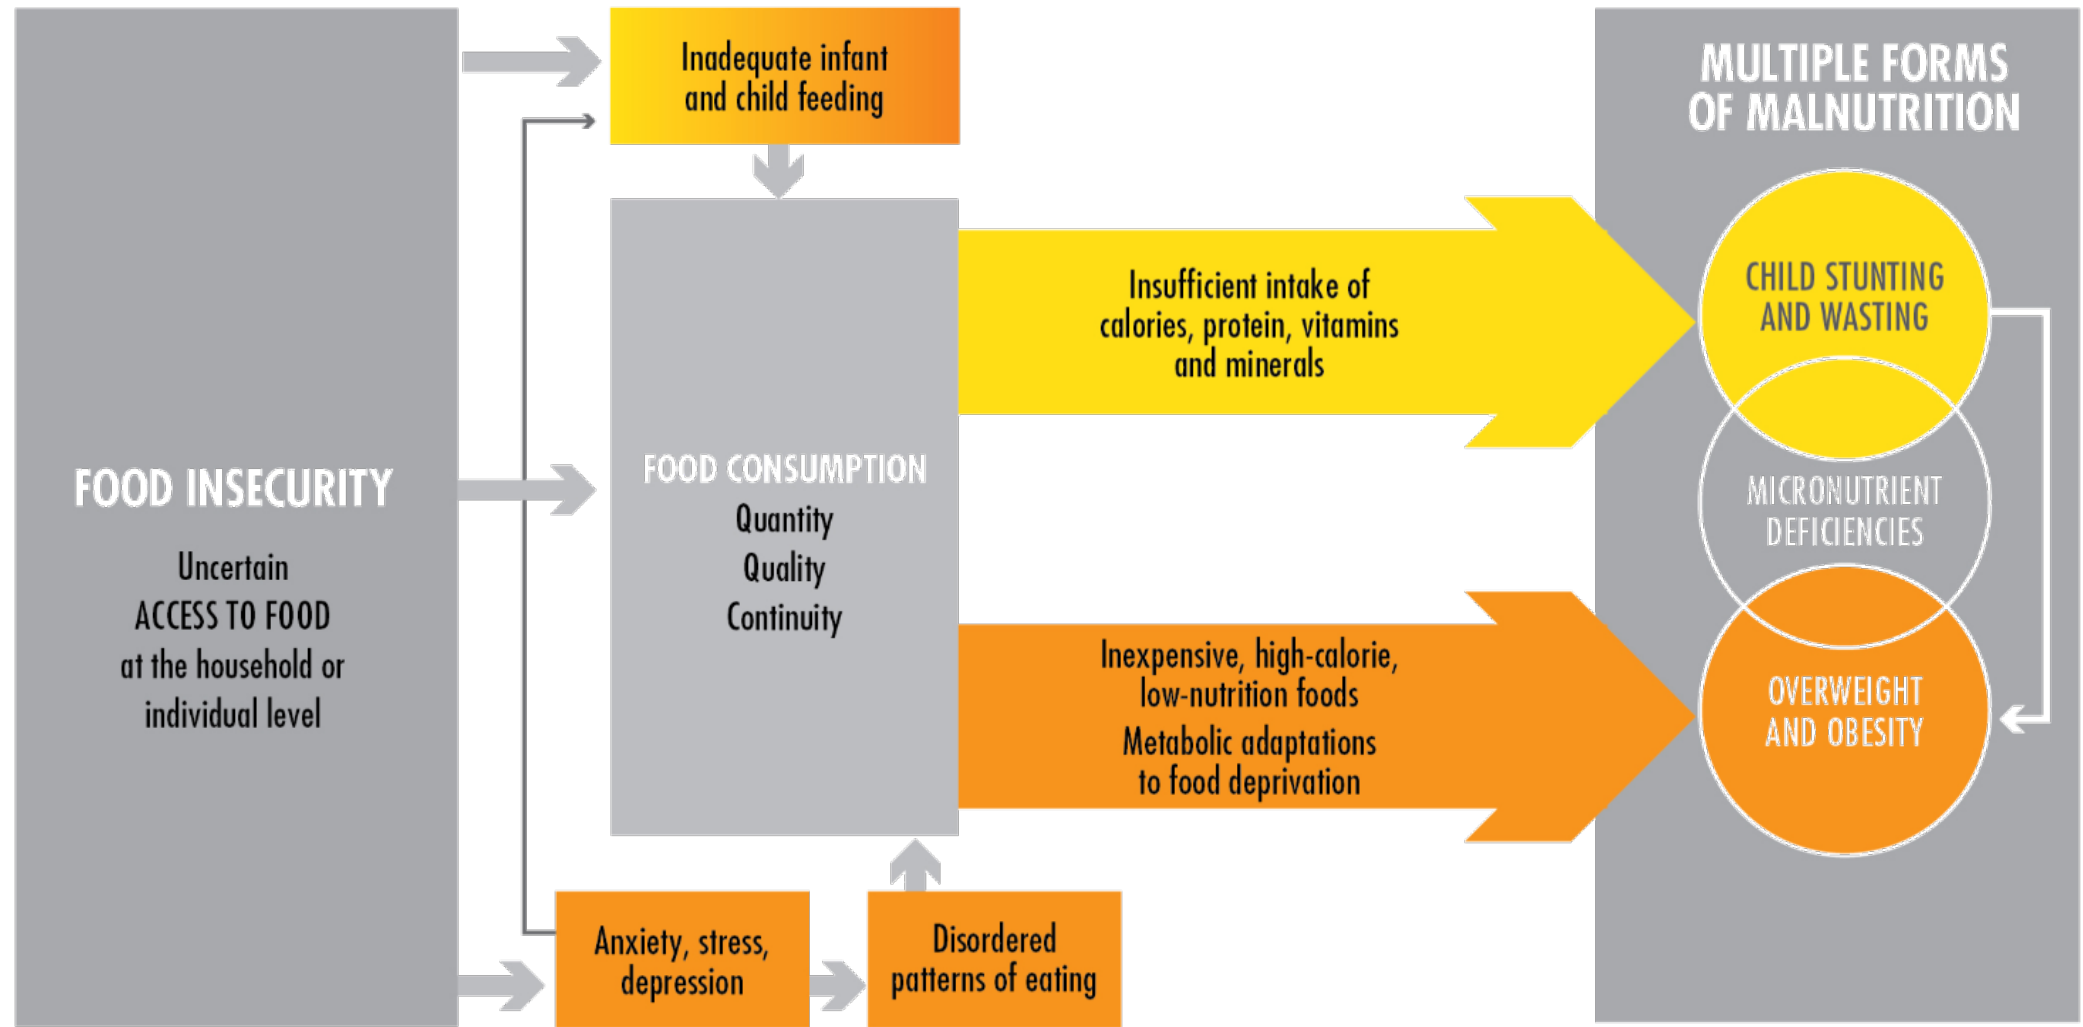 FOOD INSECURITY
Uncertain
ACCESS TO FOOD
at the household or
individual level
Inadequate infant
and child feeding
FOOD CONSUMPTION
Quantity
Quality
Continuity
Anxiety, stress,
depression
Disordered
patterns of eating
Insufficient intake of
calories, protein, vitamins
and minerals
Inexpensive, high-calorie,
low-nutrition foods
Metabolic adaptations
to food deprivation
MULTIPLE FORMS
OF MALNUTRITION
CHILD STUNTING
AND WASTING
MICRONUTRIENT
DEFICIENCIES
OVERWEIGHT
AND OBESITY